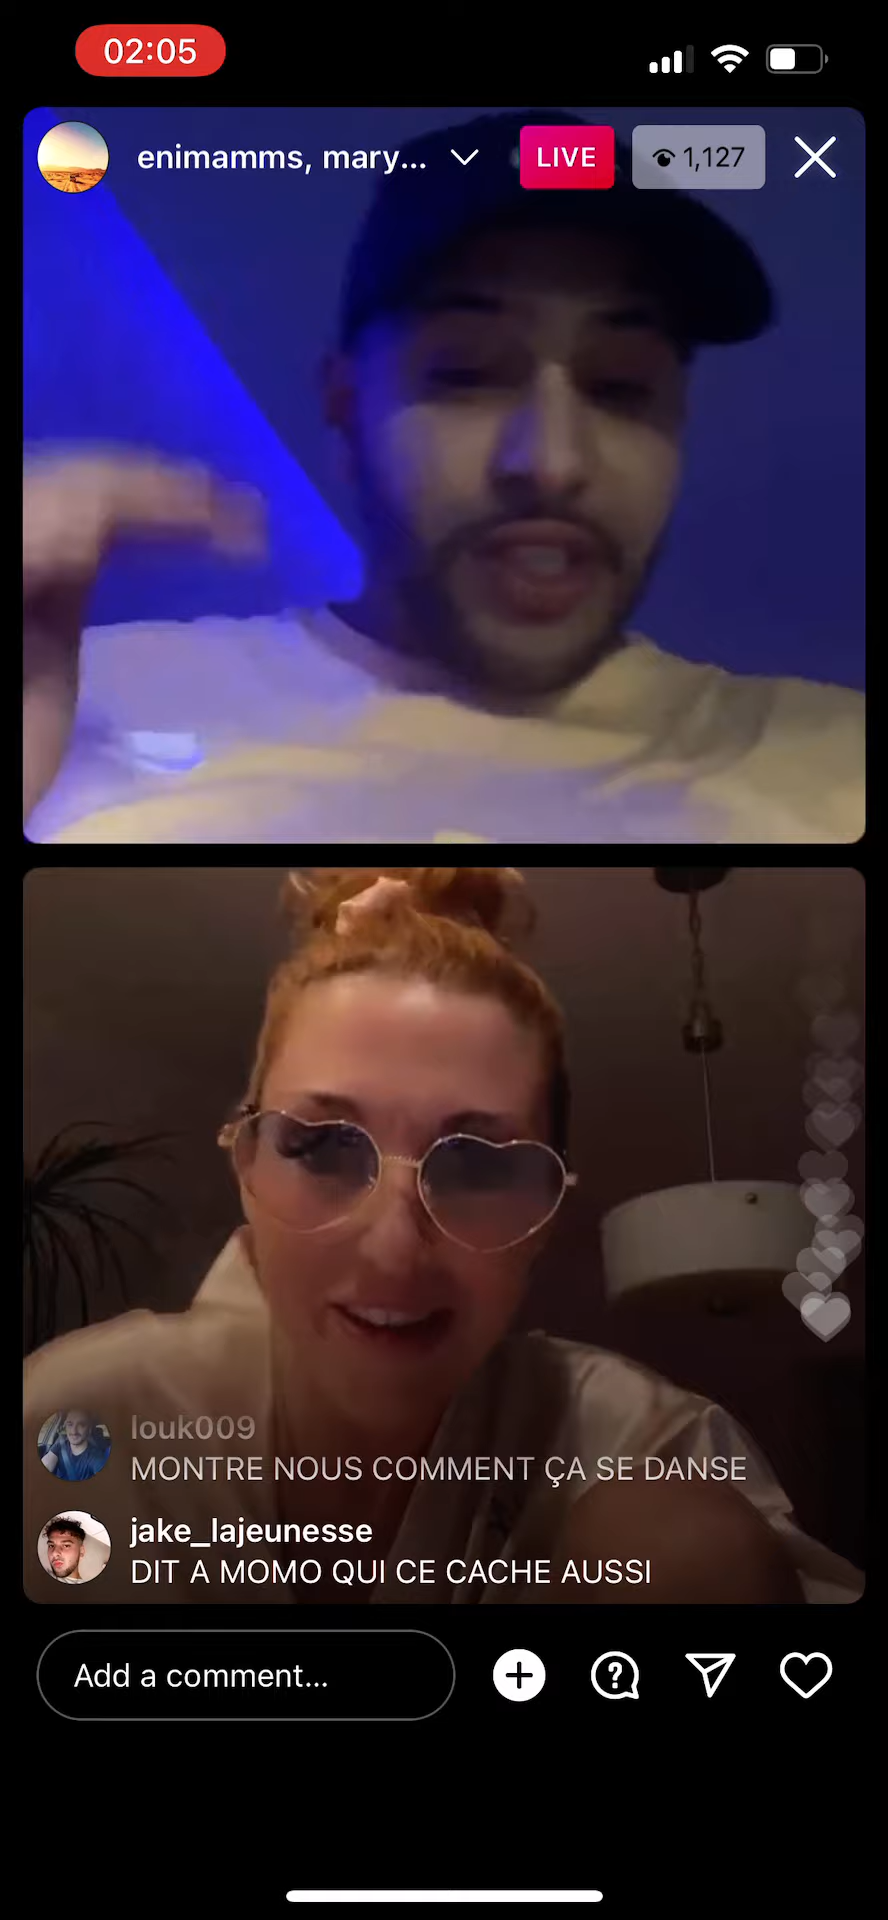 02:05
enimamms, mary...
LIVE
1,127
louk009
MONTRE NOUS COMMENT ÇA SE DANSE
jake_lajeunesse
DIT A MOMO QUI CE CACHE AUSSI
Add a comment...